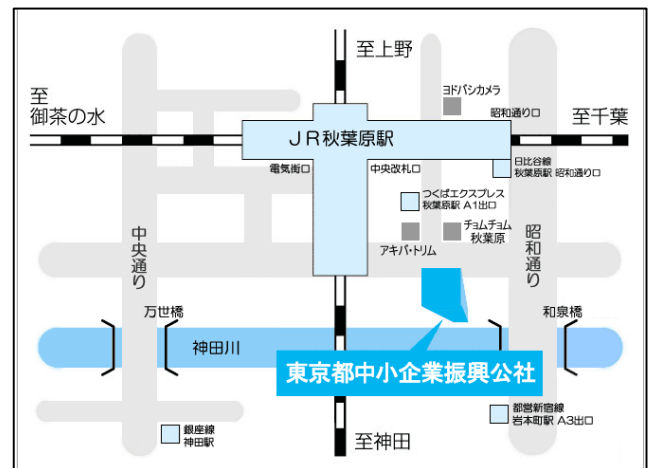 至上野
至
御茶の水
ヨドバシカメラ
昭和通り口
至千葉
JR秋葉原駅
電気街口
中央改札口
日比谷線
秋葉原駅 昭和通り口
つくばエクスプレス
秋葉原駅 A1出口
チョムチョム
秋葉原
アキバ・トリム
中央通り
昭和通り
万世橋
和泉橋
神田川
東京都中小企業振興公社
銀座線
神田駅
都営新宿線
岩本町駅 A3出口
至神田